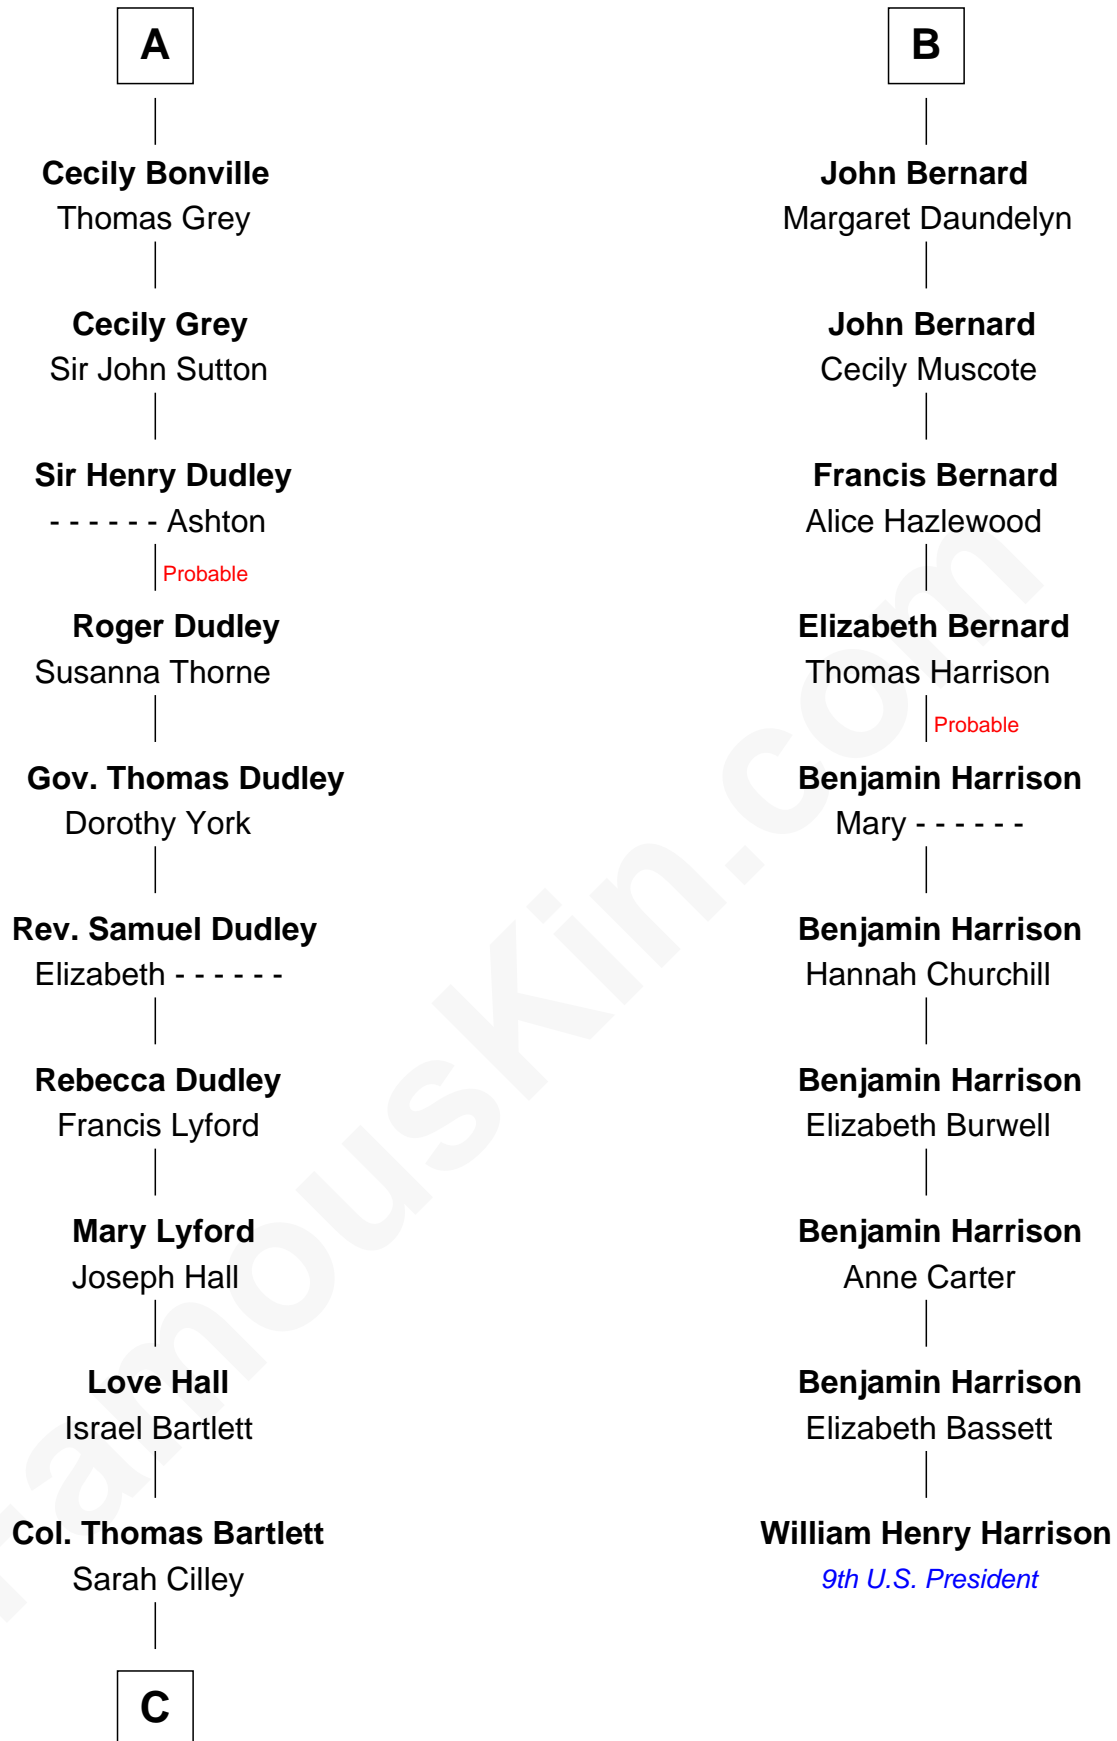 A
Cecily Bonville
Thomas Grey
Cecily Grey
Sir John Sutton
Sir Henry Dudley
- - - - - - Ashton
Probable
Roger Dudley
Susanna Thorne
Gov. Thomas Dudley
Dorothy York
Rev. Samuel Dudley
Elizabeth - - - - - -
Rebecca Dudley
Francis Lyford
Mary Lyford
Joseph Hall
Love Hall
Israel Bartlett
Col. Thomas Bartlett
Sarah Cilley
C
B
John Bernard
Margaret Daundelyn
John Bernard
Cecily Muscote
Francis Bernard
Alice Hazlewood
Elizabeth Bernard
Thomas Harrison
Probable
Benjamin Harrison
Mary - - - - - -
Benjamin Harrison
Hannah Churchill
Benjamin Harrison
Elizabeth Burwell
Benjamin Harrison
Anne Carter
Benjamin Harrison
Elizabeth Bassett
William Henry Harrison
9th U.S. President
FamousKin.com